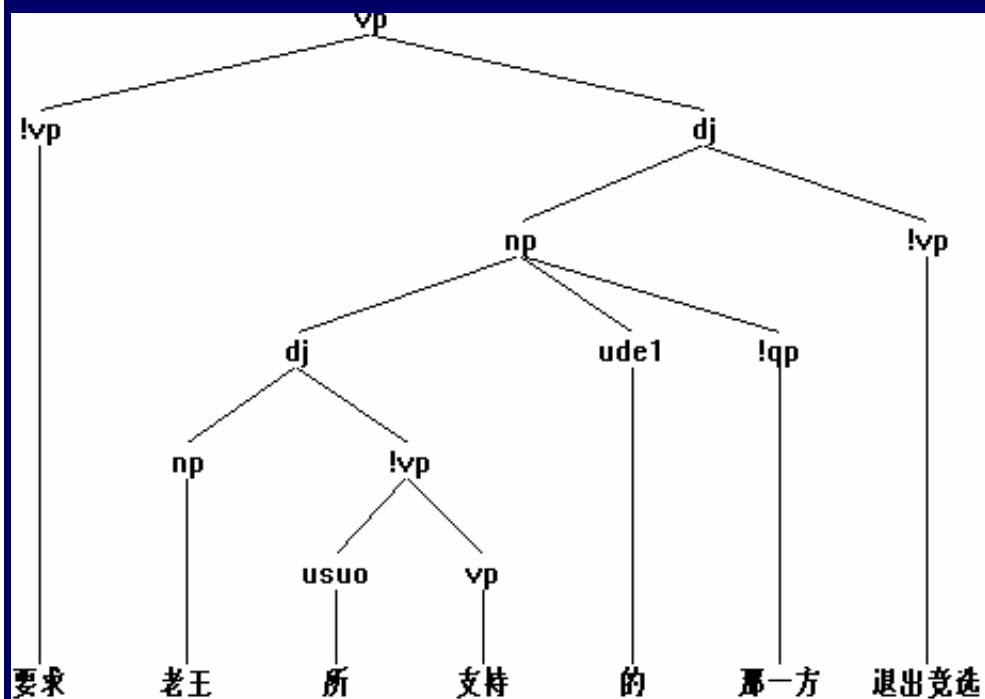 vp
!vp dj
np !vp
dj ude1 !qp
np !vp
usuo vp
要求 老王 所 支持 的 那一方 退出竞选